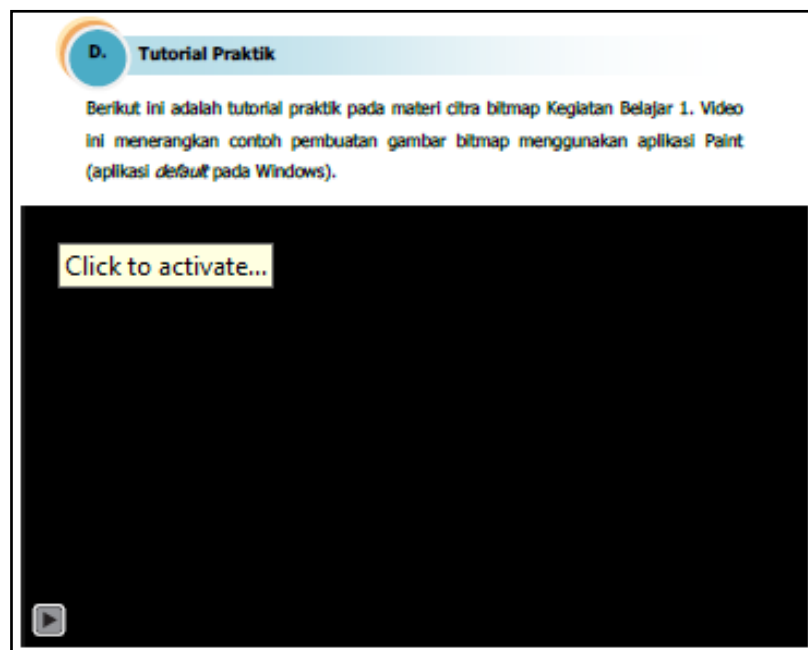 D. Tutorial Praktik
Berikut ini adalah tutorial praktik pada materi citra bitmap Kegiatan Belajar 1. Video
ini menerangkan contoh pembuatan gambar bitmap menggunakan aplikasi Paint
(aplikasi default pada Windows).
Click to activate...